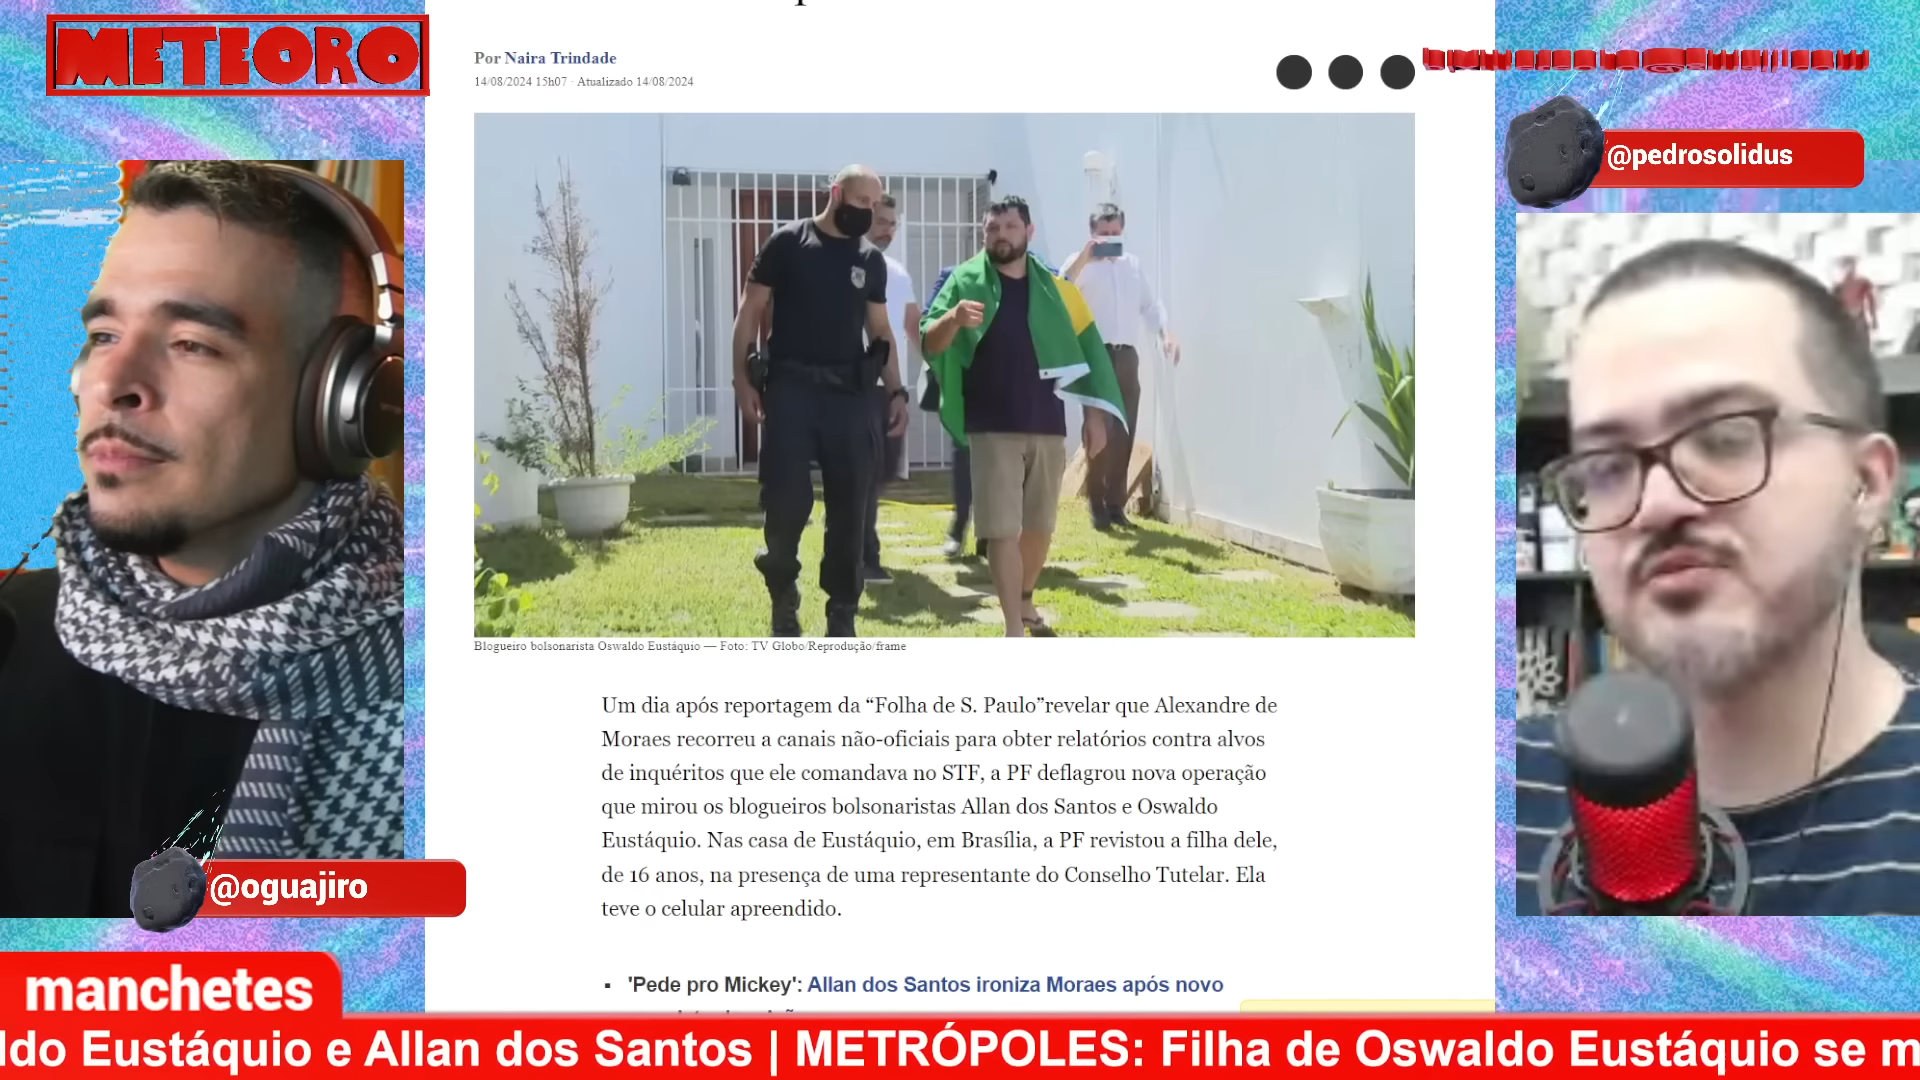 METEORO
Por Naira Trindade
14/08/2024 15h07 · Atualizado 14/08/2024
@pedrosolidus
Blogueiro bolsonarista Oswaldo Eustáquio — Foto: TV Globo/Reprodução/frame
Um dia após reportagem da “Folha de S. Paulo”revelar que Alexandre de
Moraes recorreu a canais não-oficiais para obter relatórios contra alvos
de inquéritos que ele comandava no STF, a PF deflagrou nova operação
que mirou os blogueiros bolsonaristas Allan dos Santos e Oswaldo
Eustáquio. Nas casa de Eustáquio, em Brasília, a PF revistou a filha dele,
de 16 anos, na presença de uma representante do Conselho Tutelar. Ela
teve o celular apreendido.
@oguajiro
▪ 'Pede pro Mickey': Allan dos Santos ironiza Moraes após novo
manchetes
ldo Eustáquio e Allan dos Santos | METRÓPOLES: Filha de Oswaldo Eustáquio se m